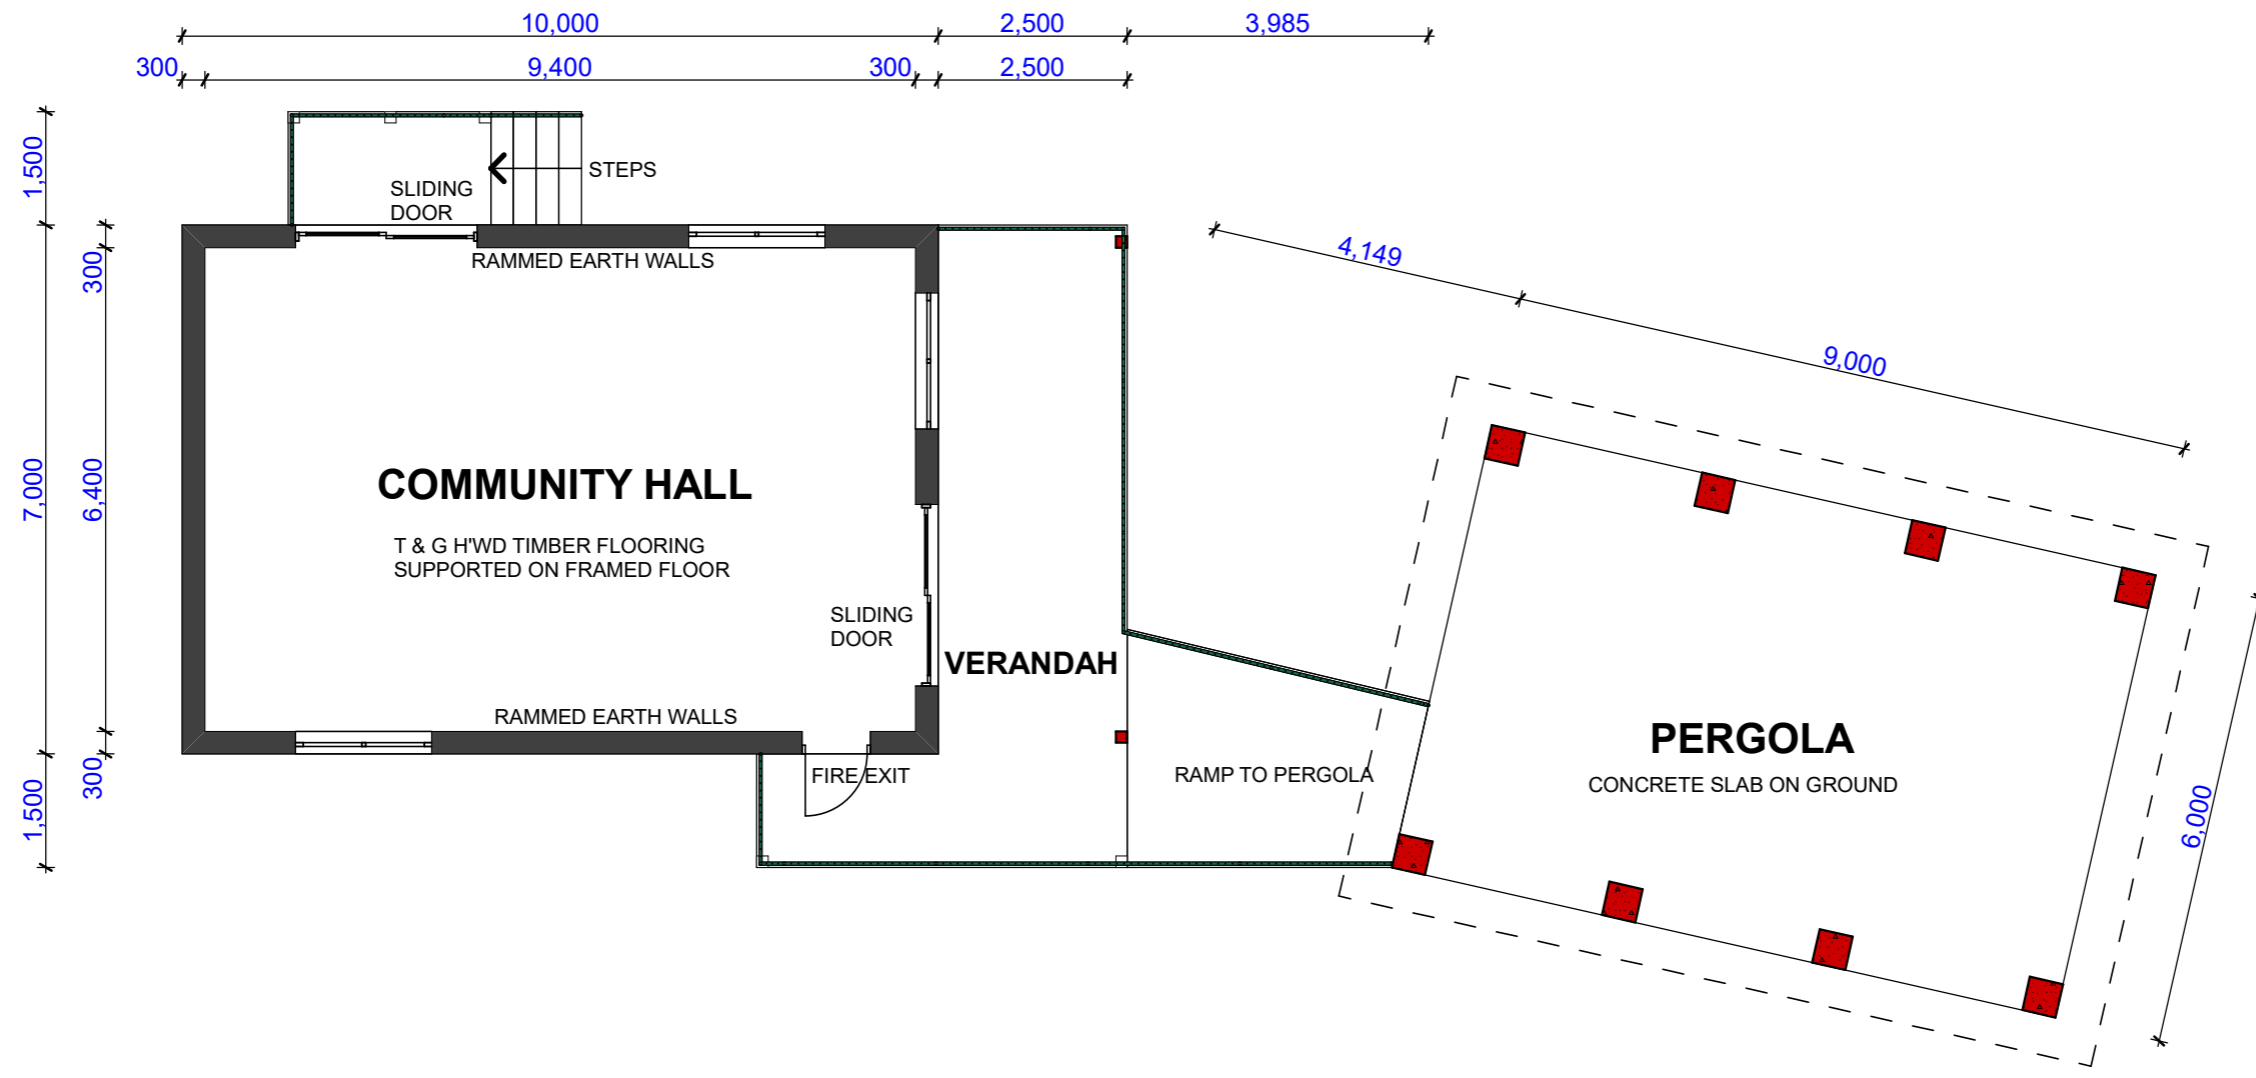 10,000
2,500
3,985
300
9,400
300
2,500
1,500
STEPS
SLIDING
DOOR
300
RAMMED EARTH WALLS
4,149
9,000
7,000
6,400
COMMUNITY HALL
T & G H'WD TIMBER FLOORING
SUPPORTED ON FRAMED FLOOR
SLIDING
DOOR
VERANDAH
RAMMED EARTH WALLS
PERGOLA
CONCRETE SLAB ON GROUND
FIRE EXIT
RAMP TO PERGOLA
300
1,500
6,000